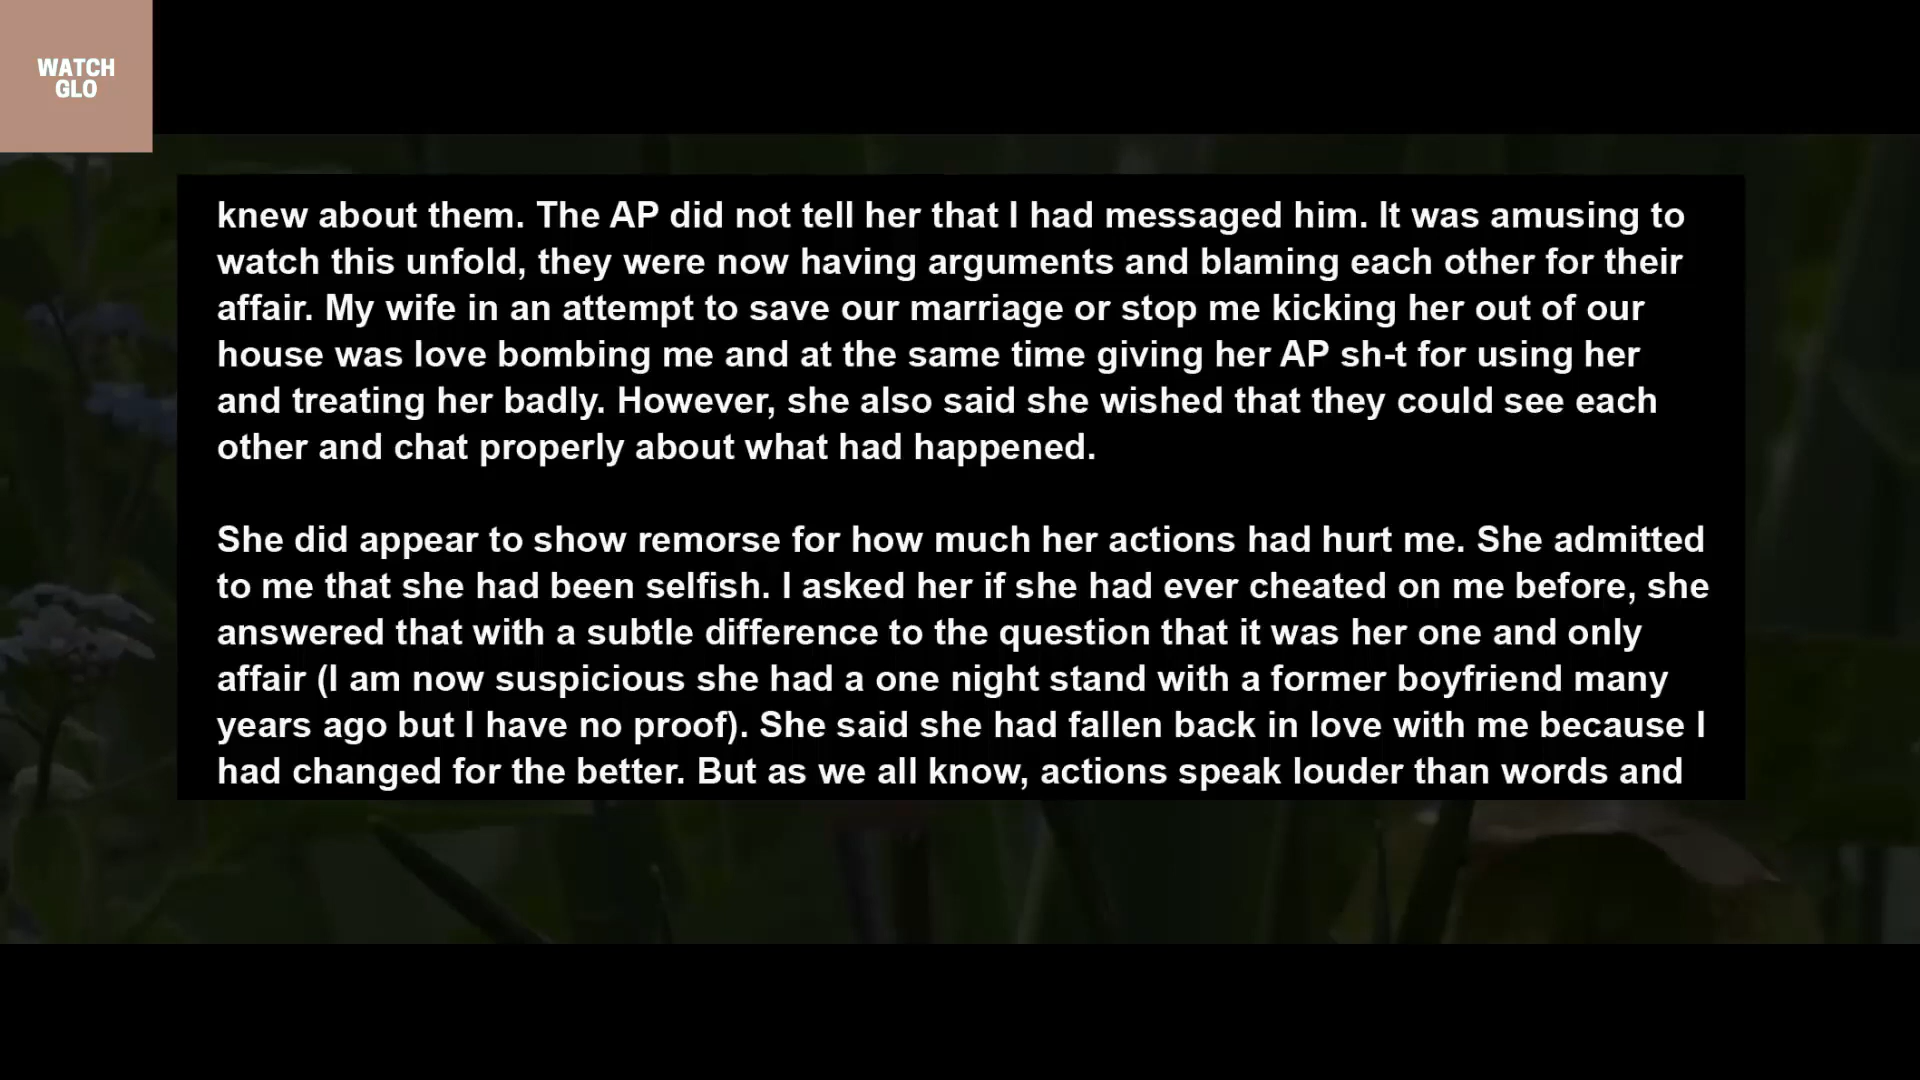 WATCH
GLO
knew about them. The AP did not tell her that I had messaged him. It was amusing to
watch this unfold, they were now having arguments and blaming each other for their
affair. My wife in an attempt to save our marriage or stop me kicking her out of our
house was love bombing me and at the same time giving her AP sh-t for using her
and treating her badly. However, she also said she wished that they could see each
other and chat properly about what had happened.
She did appear to show remorse for how much her actions had hurt me. She admitted
to me that she had been selfish. I asked her if she had ever cheated on me before, she
answered that with a subtle difference to the question that it was her one and only
affair (I am now suspicious she had a one night stand with a former boyfriend many
years ago but I have no proof). She said she had fallen back in love with me because I
had changed for the better. But as we all know, actions speak louder than words and